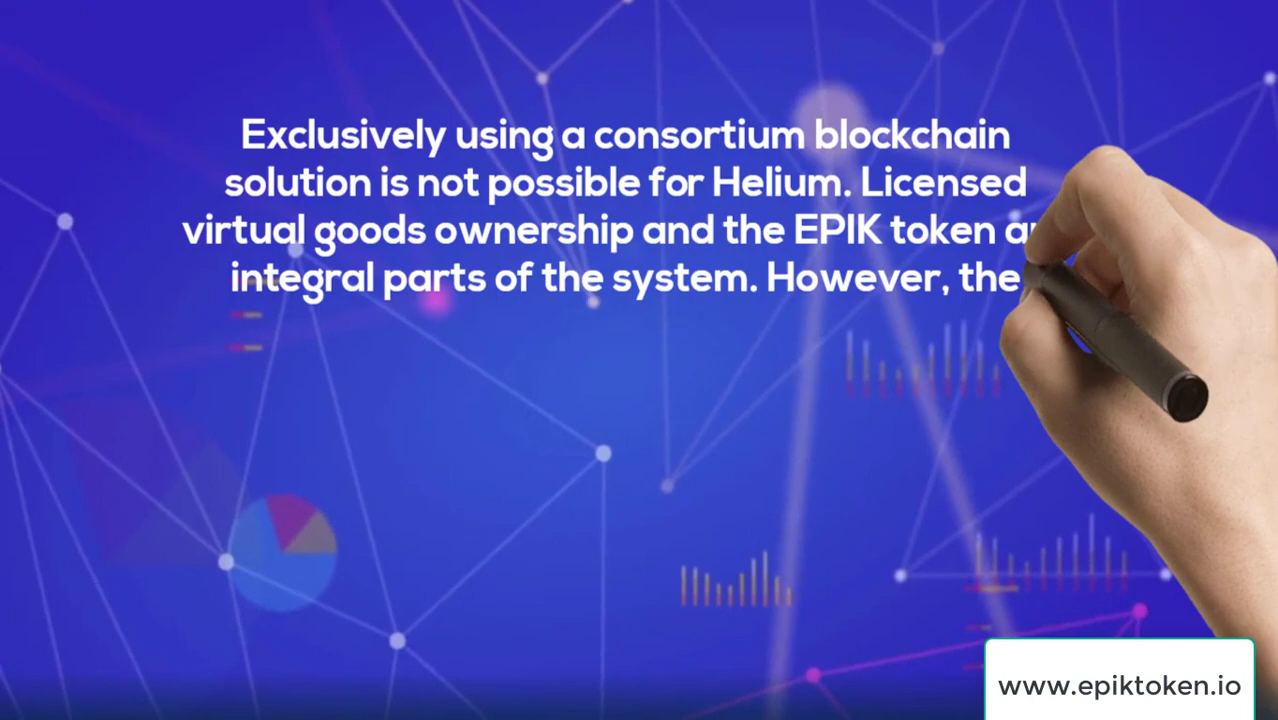 Exclusively using a consortium blockchain
solution is not possible for Helium. Licensed
virtual goods ownership and the EPIK token
integral parts of the system. However, the
www.epiktoken.io